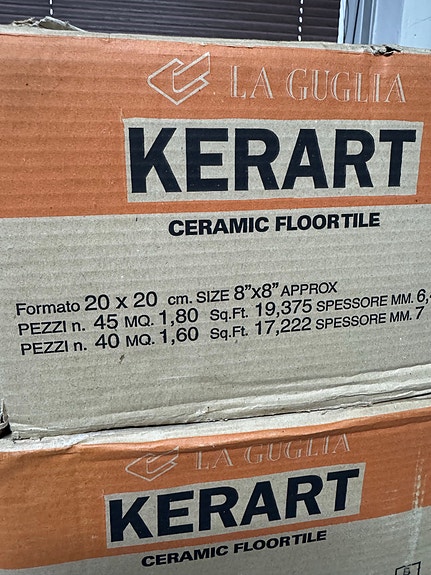 LA GUGLIA
KERART
CERAMIC FLOORTILE
Formato 20 x 20 cm. SIZE 8"x8" APPROX
PEZZI n. 45 MQ. 1,80 Sq.Ft. 19,375 SPESSORE MM. 6,
PEZZI n. 40 MQ. 1,60 Sq.Ft. 17,222 SPESSORE MM. 7
LA GUGLIA
KERART
CERAMIC FLOORTILE